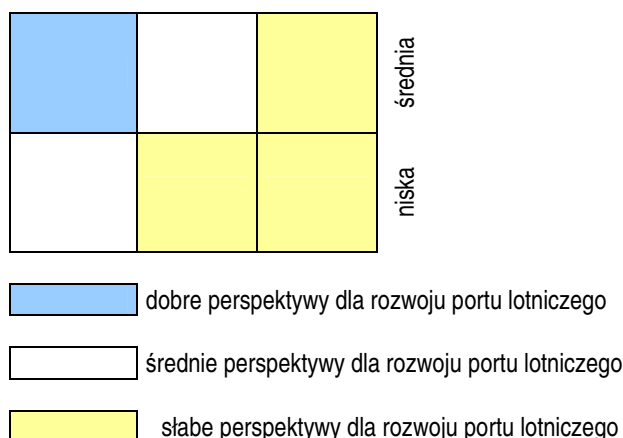 średnia
niska
dobre perspektywy dla rozwoju portu lotniczego
średnie perspektywy dla rozwoju portu lotniczego
słabe perspektywy dla rozwoju portu lotniczego